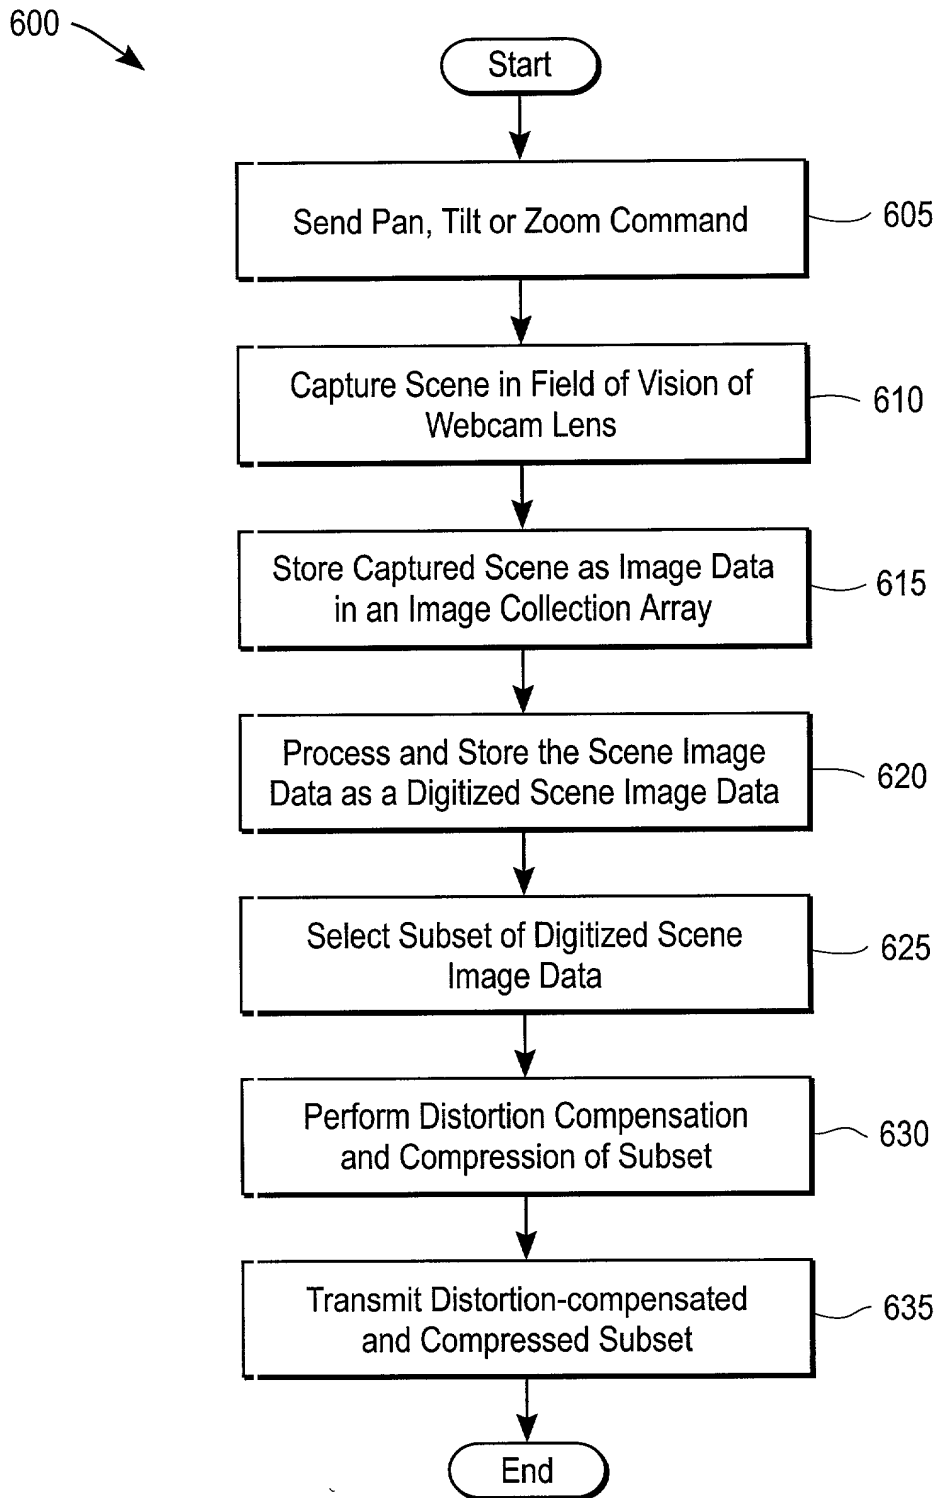 600
Start
Send Pan, Tilt or Zoom Command
605
Capture Scene in Field of Vision of
Webcam Lens
610
Store Captured Scene as Image Data
in an Image Collection Array
615
Process and Store the Scene Image
Data as a Digitized Scene Image Data
620
Select Subset of Digitized Scene
Image Data
625
Perform Distortion Compensation
and Compression of Subset
630
Transmit Distortion-compensated
and Compressed Subset
635
End